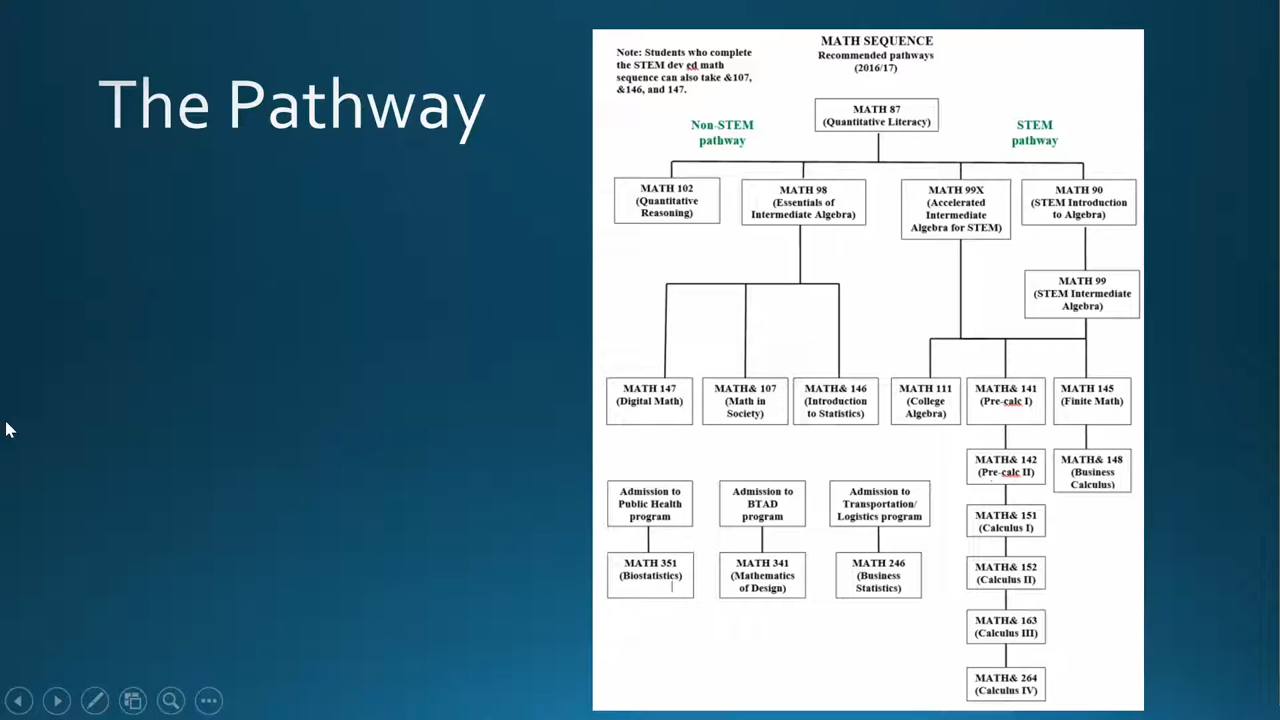 The Pathway
MATH SEQUENCE
Recommended pathways
(2016/17)
Note: Students who complete
the STEM dev ed math
sequence can also take &107,
&146, and 147.
MATH 87
(Quantitative Literacy)
Non-STEM
pathway
STEM
pathway
MATH 102
(Quantitative
Reasoning)
MATH 98
(Essentials of
Intermediate Algebra)
MATH 99X
(Accelerated
Intermediate
Algebra for STEM)
MATH 90
(STEM Introduction
to Algebra)
MATH 99
(STEM Intermediate
Algebra)
MATH 147
(Digital Math)
MATH& 107
(Math in
Society)
MATH& 146
(Introduction
to Statistics)
MATH 111
(College
Algebra)
MATH& 141
(Pre-calc I)
MATH 145
(Finite Math)
MATH& 142
(Pre-calc II)
MATH& 148
(Business
Calculus)
Admission to
Public Health
program
Admission to
BTAD
program
Admission to
Transportation/
Logistics program
MATH& 151
(Calculus I)
MATH 351
(Biostatistics)
MATH 341
(Mathematics
of Design)
MATH 246
(Business
Statistics)
MATH& 152
(Calculus II)
MATH& 163
(Calculus III)
MATH& 264
(Calculus IV)